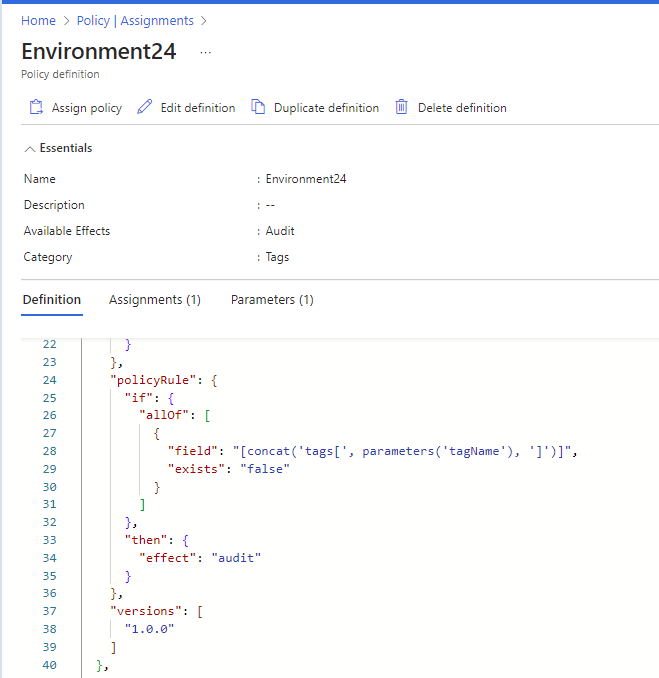 Home > Policy | Assignments >
Environment24 ...
Policy definition
Assign policy Edit definition Duplicate definition Delete definition
Essentials
Name : Environment24
Description : --
Available Effects : Audit
Category : Tags
Definition Assignments (1) Parameters (1)
22 }
23 },
24 "policyRule": {
25 "if": {
26 "allOf": [
27 {
28 "field": "[concat('tags[', parameters('tagName'), ']')]",
29 "exists": "false"
30 }
31 ]
32 },
33 "then": {
34 "effect": "audit"
35 }
36 },
37 "versions": [
38 "1.0.0"
39 ]
40 },